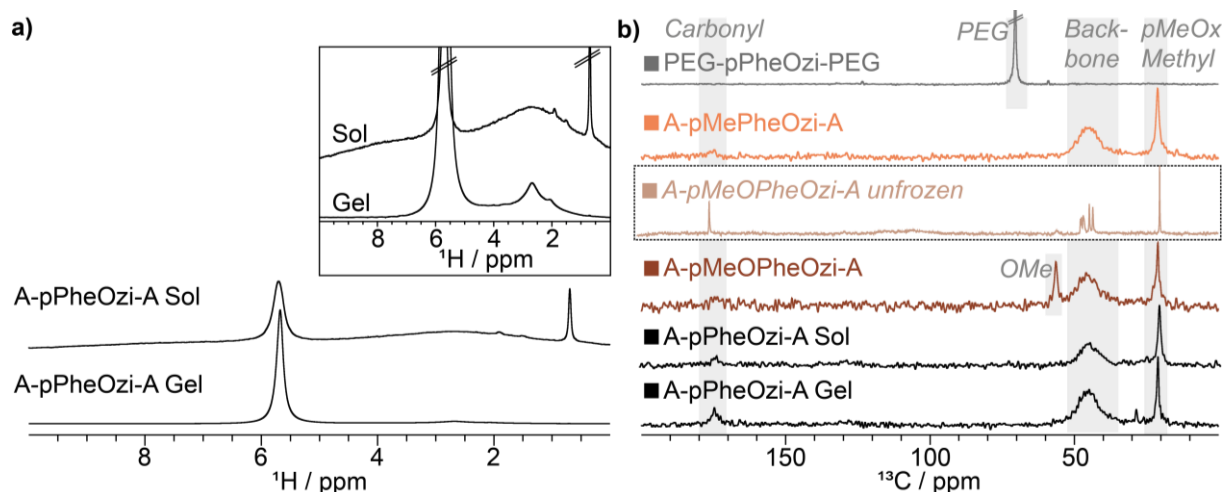 a)
Sol
Gel
8 6 4 2
¹H / ppm
A-pPheOzi-A Sol
A-pPheOzi-A Gel
8 6 4 2
¹H / ppm
b)
Carbonyl PEG Back- pMeOx
bone Methyl
PEG-pPheOzi-PEG
A-pMePheOzi-A
A-pMeOPheOzi-A unfrozen
OMe
A-pMeOPheOzi-A
A-pPheOzi-A Sol
A-pPheOzi-A Gel
150 100 50
¹³C / ppm